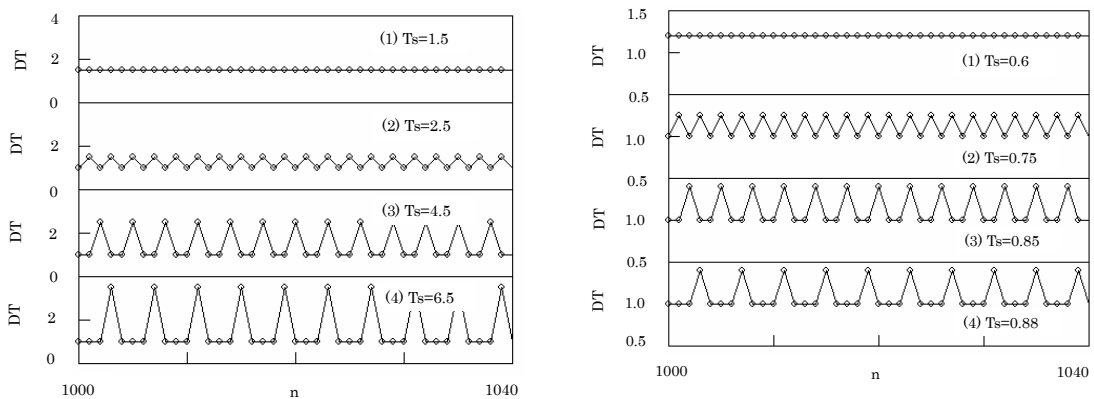 4
(1) Ts=1.5
DT
2
0
(2) Ts=2.5
DT
2
0
(3) Ts=4.5
DT
2
0
(4) Ts=6.5
DT
2
0
1000
n
1040
1.5
DT
1.0
(1) Ts=0.6
0.5
DT
1.0
(2) Ts=0.75
0.5
DT
1.0
(3) Ts=0.85
0.5
DT
1.0
(4) Ts=0.88
0.5
1000
n
1040